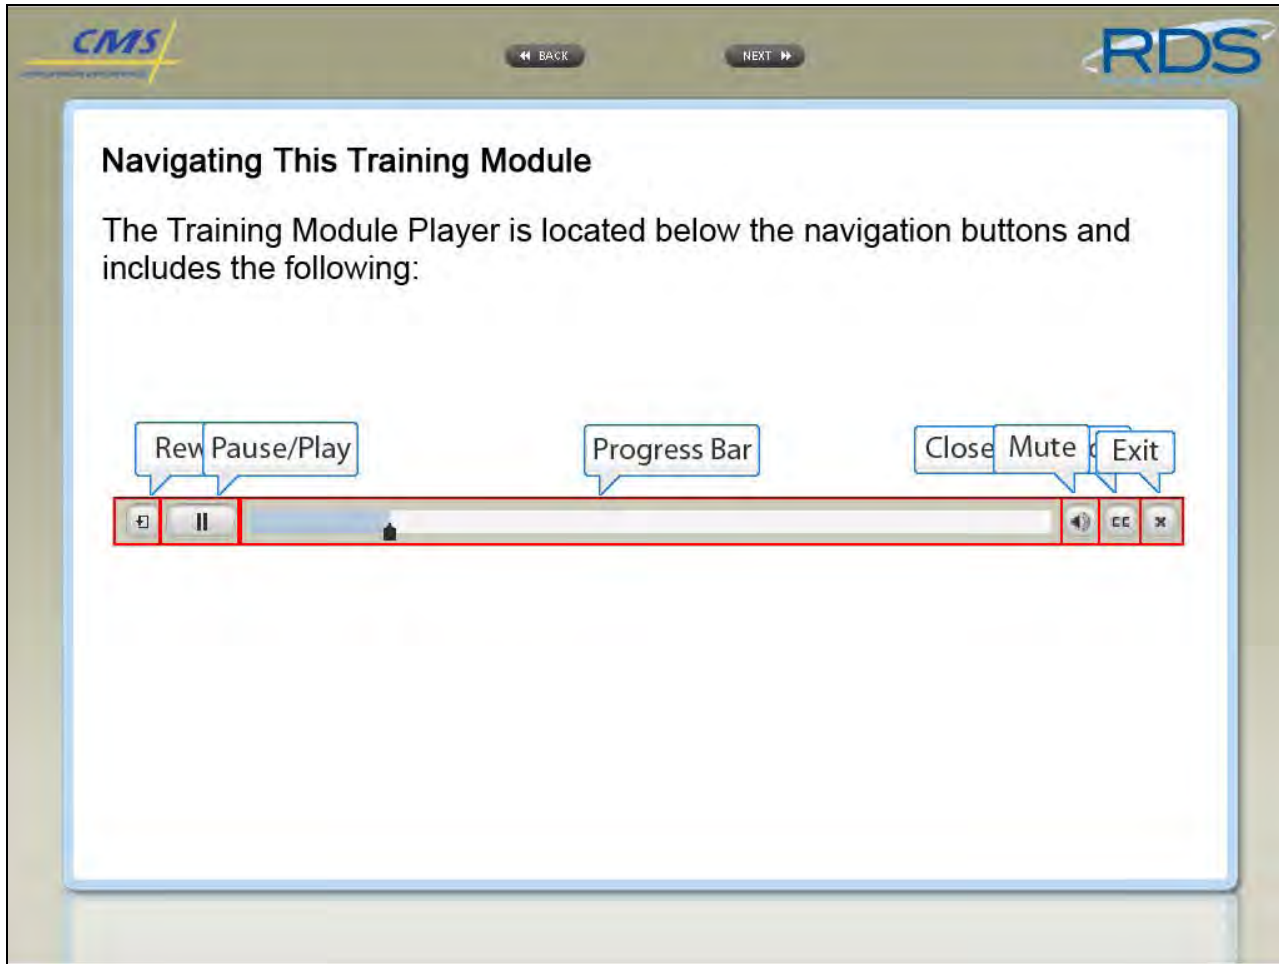 CMS
BACK
NEXT
RDS
Navigating This Training Module
The Training Module Player is located below the navigation buttons and
includes the following:
Rew Pause/Play Progress Bar Close Mute Exit
CC